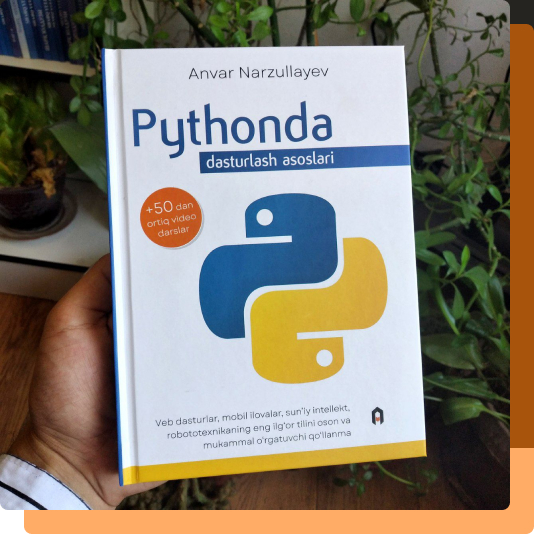 Anvar Narzullayev
Pythonda
dasturlash asoslari
+50 dan
ortiq video
darslar
Veb dasturlar, mobil ilovalar, sun'iy intellekt,
robototexnikaning eng ilg'or tilini oson va
mukammal o'rgatuvchi qo'llanma